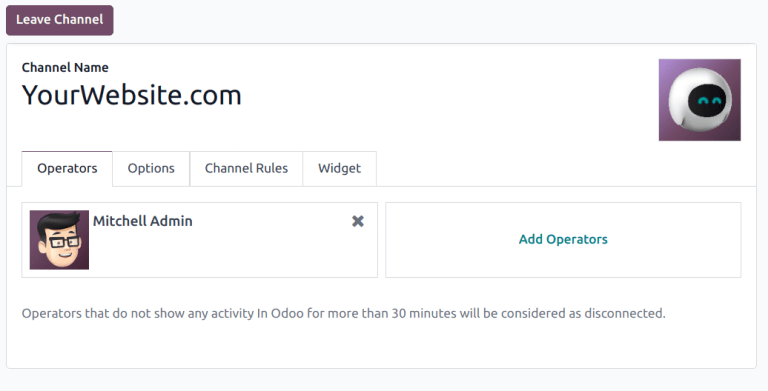 Leave Channel
Channel Name
YourWebsite.com
Operators Options Channel Rules Widget
Mitchell Admin
Add Operators
Operators that do not show any activity In Odoo for more than 30 minutes will be considered as disconnected.